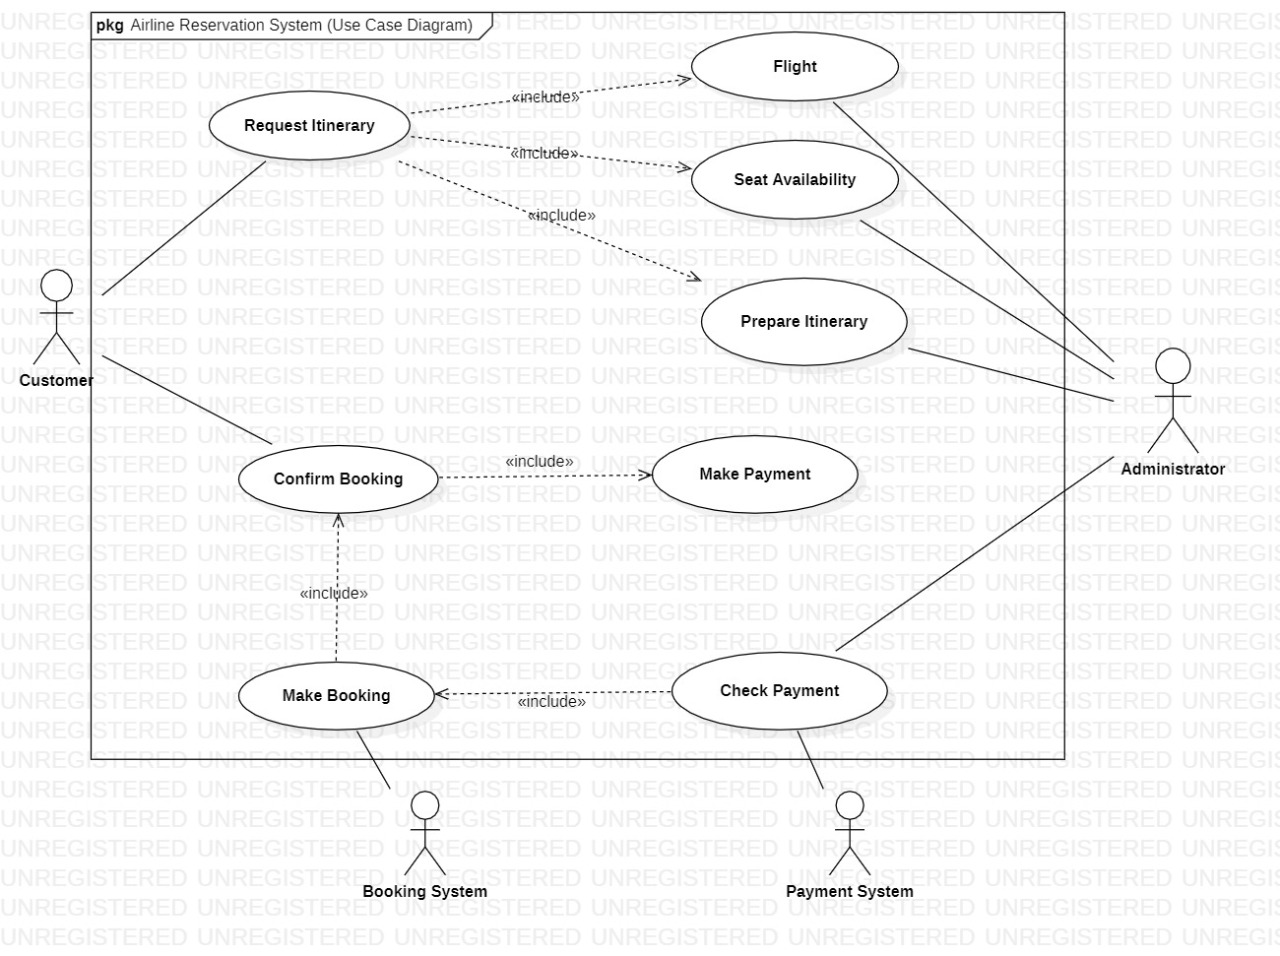 pkg Airline Reservation System (Use Case Diagram)
Flight
«include»
Request Itinerary
«include»
Seat Availability
«include»
Prepare Itinerary
Customer
Administrator
«include»
Confirm Booking
Make Payment
«include»
Make Booking
«include»
Check Payment
Booking System
Payment System
UNREGISTERED